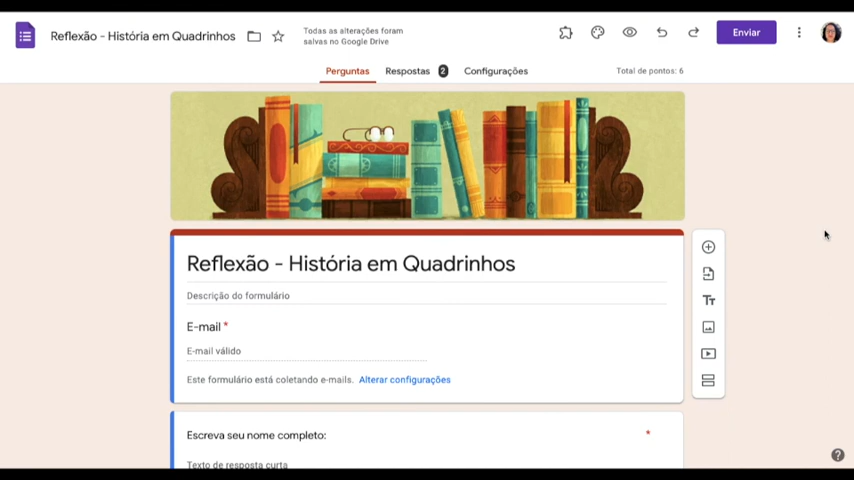 Reflexão - História em Quadrinhos
Todas as alterações foram
salvas no Google Drive
Enviar
Perguntas
Respostas 2
Configurações
Total de pontos: 6
Reflexão - História em Quadrinhos
Descrição do formulário
E-mail *
E-mail válido
Este formulário está coletando e-mails. Alterar configurações
Tт
Escreva seu nome completo: *
Texto de resposta curta